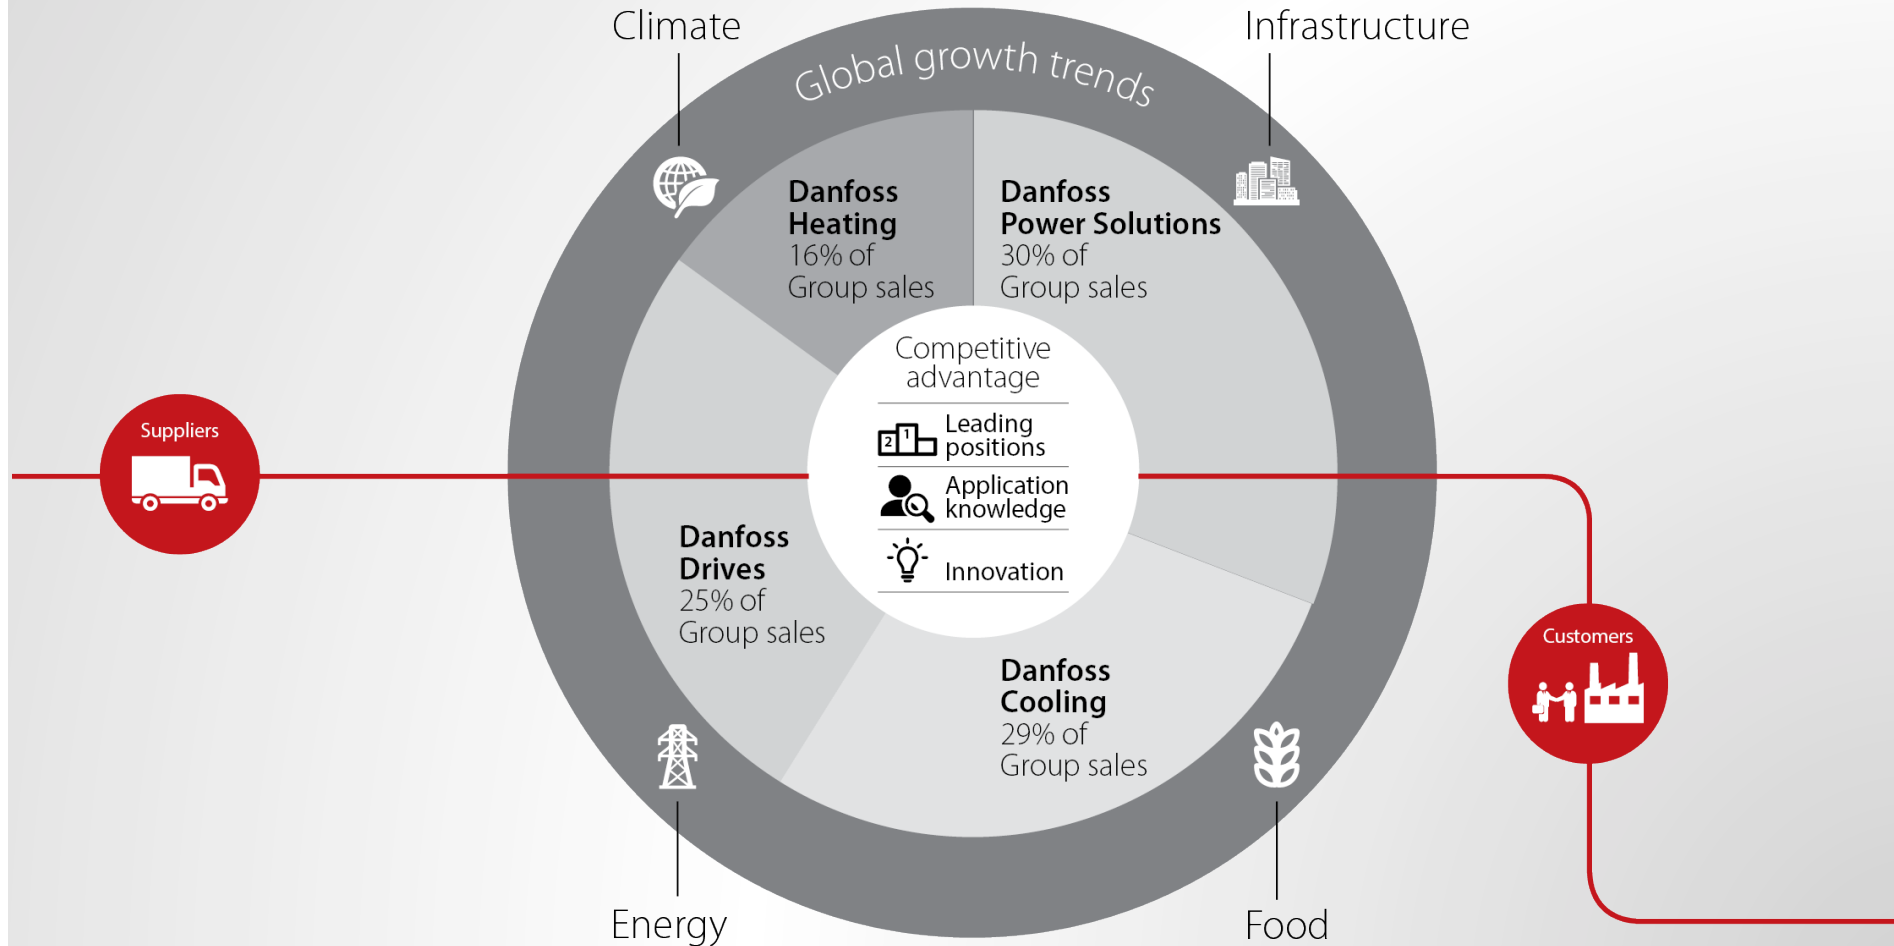 Climate
Infrastructure
Global growth trends
Danfoss
Heating
16% of
Group sales
Danfoss
Power Solutions
30% of
Group sales
Competitive
advantage
2 1
Leading
positions
Application
knowledge
Innovation
Suppliers
Danfoss
Drives
25% of
Group sales
Danfoss
Cooling
29% of
Group sales
Customers
Energy
Food